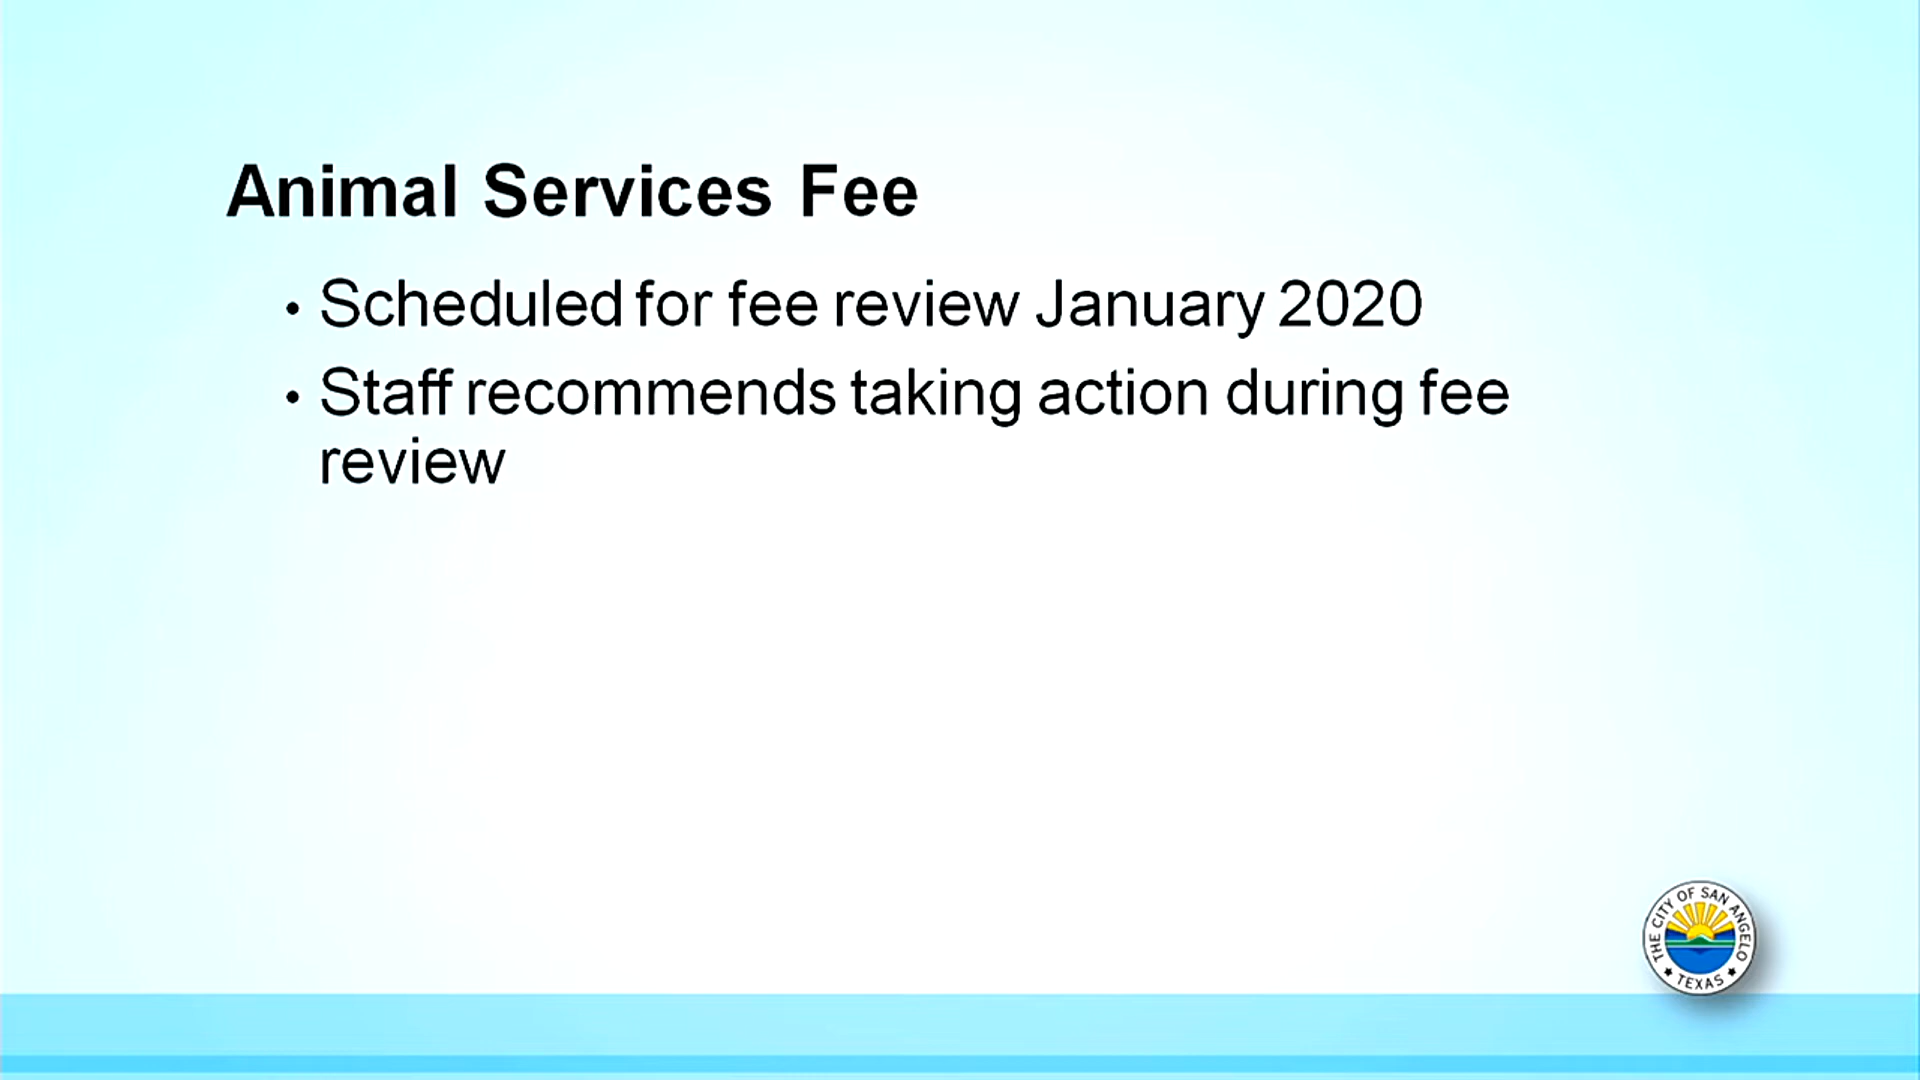 Animal Services Fee
• Scheduled for fee review January 2020
• Staff recommends taking action during fee
review
THE CITY OF SAN ANGELO
TEXAS